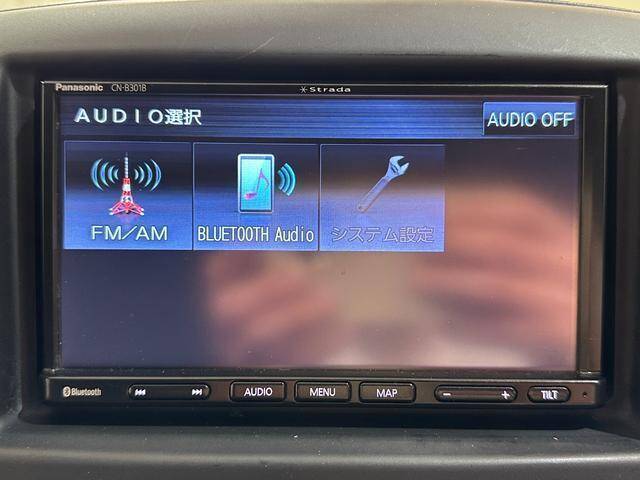 Panasonic CN-B301B
Strada
AUDIO選択
AUDIO OFF
FM/AM
BLUETOOTH Audio
システム設定
Bluetooth
AUDIO
MENU
MAP
− +
TILT